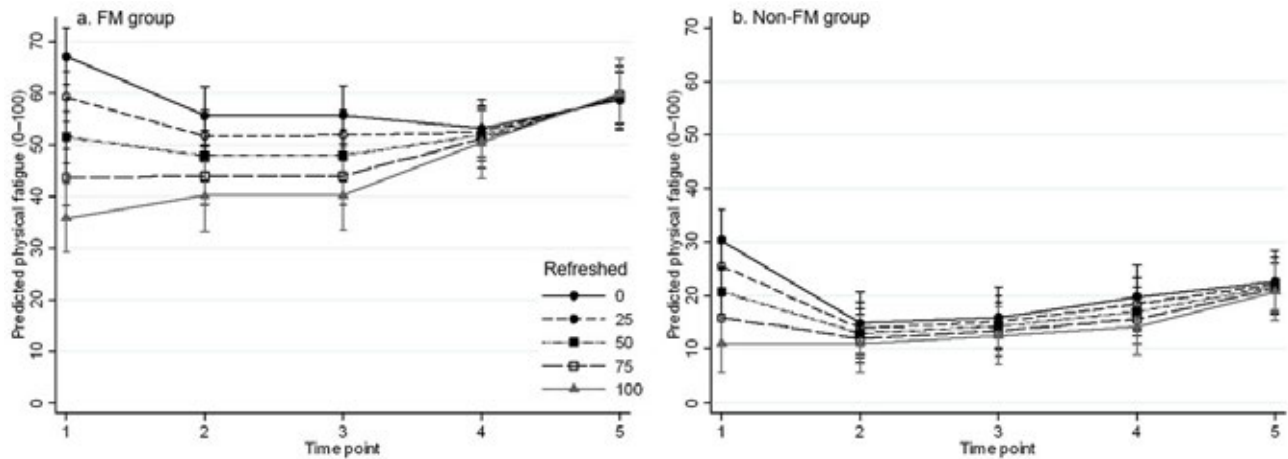 a. FM group
Predicted physical fatigue (0–100)
70
60
50
40
30
20
10
0
Refreshed
0
25
50
75
100
1 2 3 4 5
Time point
b. Non-FM group
Predicted physical fatigue (0–100)
70
60
50
40
30
20
10
0
1 2 3 4 5
Time point